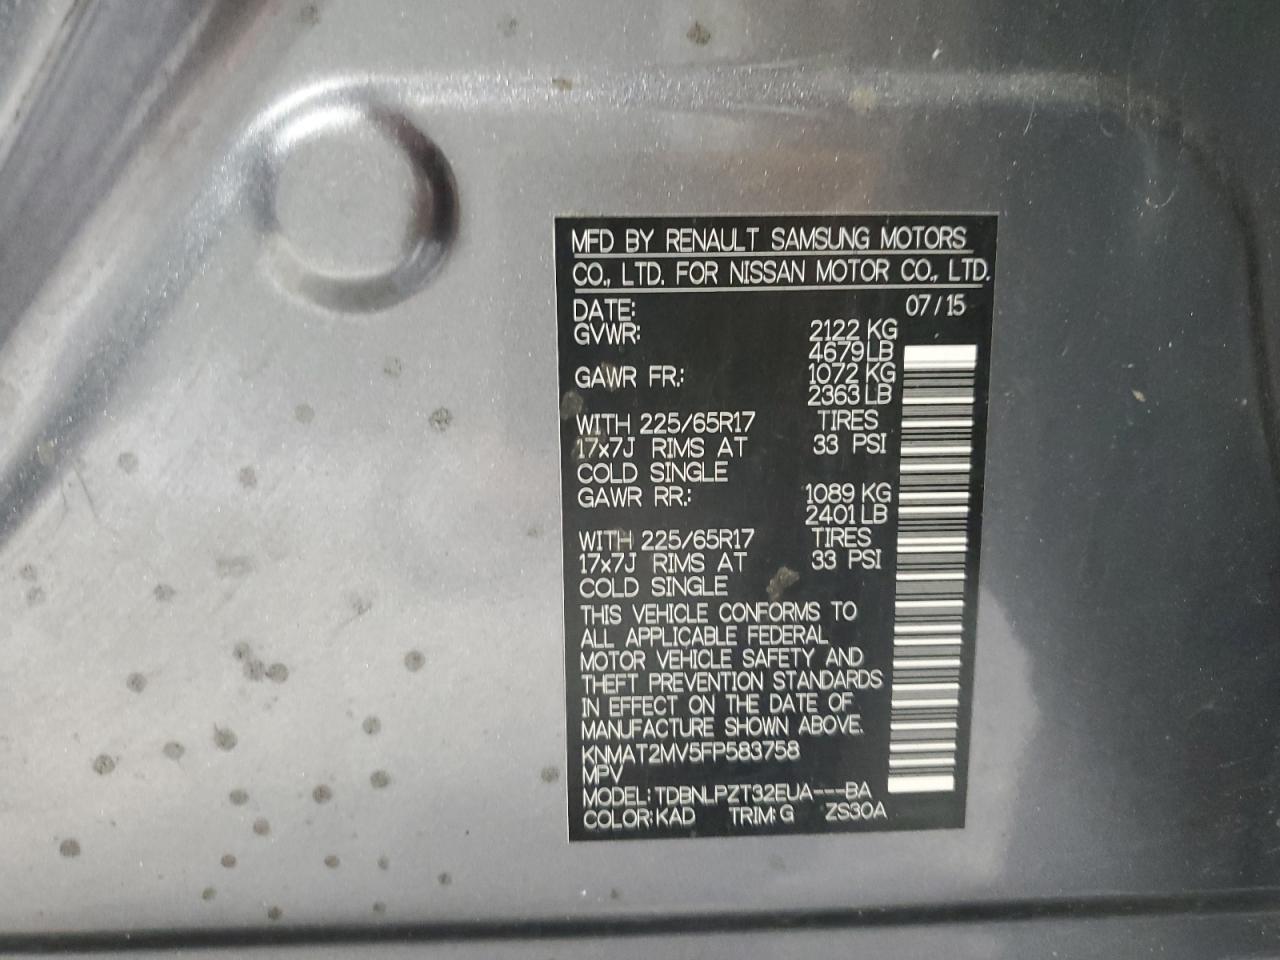 MFD BY RENAULT SAMSUNG MOTORS
CO., LTD. FOR NISSAN MOTOR CO., LTD.
DATE: 07/15
GVWR: 2122 KG
4679LB
GAWR FR.: 1072 KG
2363 LB
WITH 225/65R17 TIRES
17x7J RIMS AT 33 PSI
COLD SINGLE
GAWR RR.: 1089 KG
2401LB
WITH 225/65R17 TIRES
17x7J RIMS AT 33 PSI
COLD SINGLE
THIS VEHICLE CONFORMS TO
ALL APPLICABLE FEDERAL
MOTOR VEHICLE SAFETY AND
THEFT PREVENTION STANDARDS
IN EFFECT ON THE DATE OF
MANUFACTURE SHOWN ABOVE.
KNMAT2MV5FP583758
MPV
MODEL: TDBNLPZT32EUA---BA
COLOR: KAD TRIM: G ZS30A